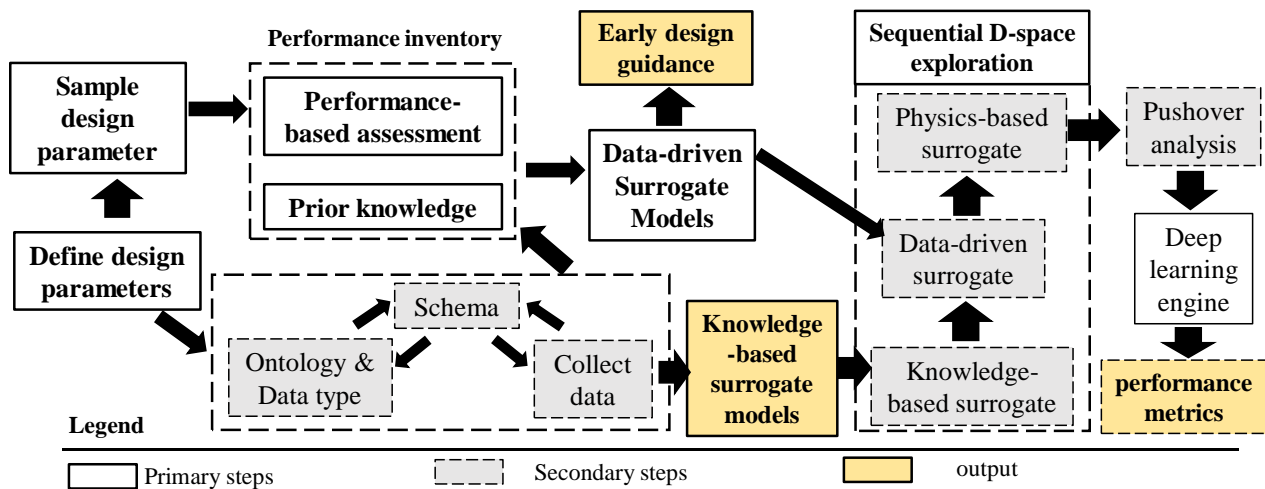 Performance inventory
Early design
guidance
Sequential D-space
exploration
Sample
design
parameter
Performance-
based assessment
Prior knowledge
Data-driven
Surrogate
Models
Physics-based
surrogate
Pushover
analysis
Define design
parameters
Data-driven
surrogate
Deep
learning
engine
Schema
Ontology &
Data type
Collect
data
Knowledge
-based
surrogate
models
Knowledge-
based surrogate
performance
metrics
Legend
Primary steps
Secondary steps
output